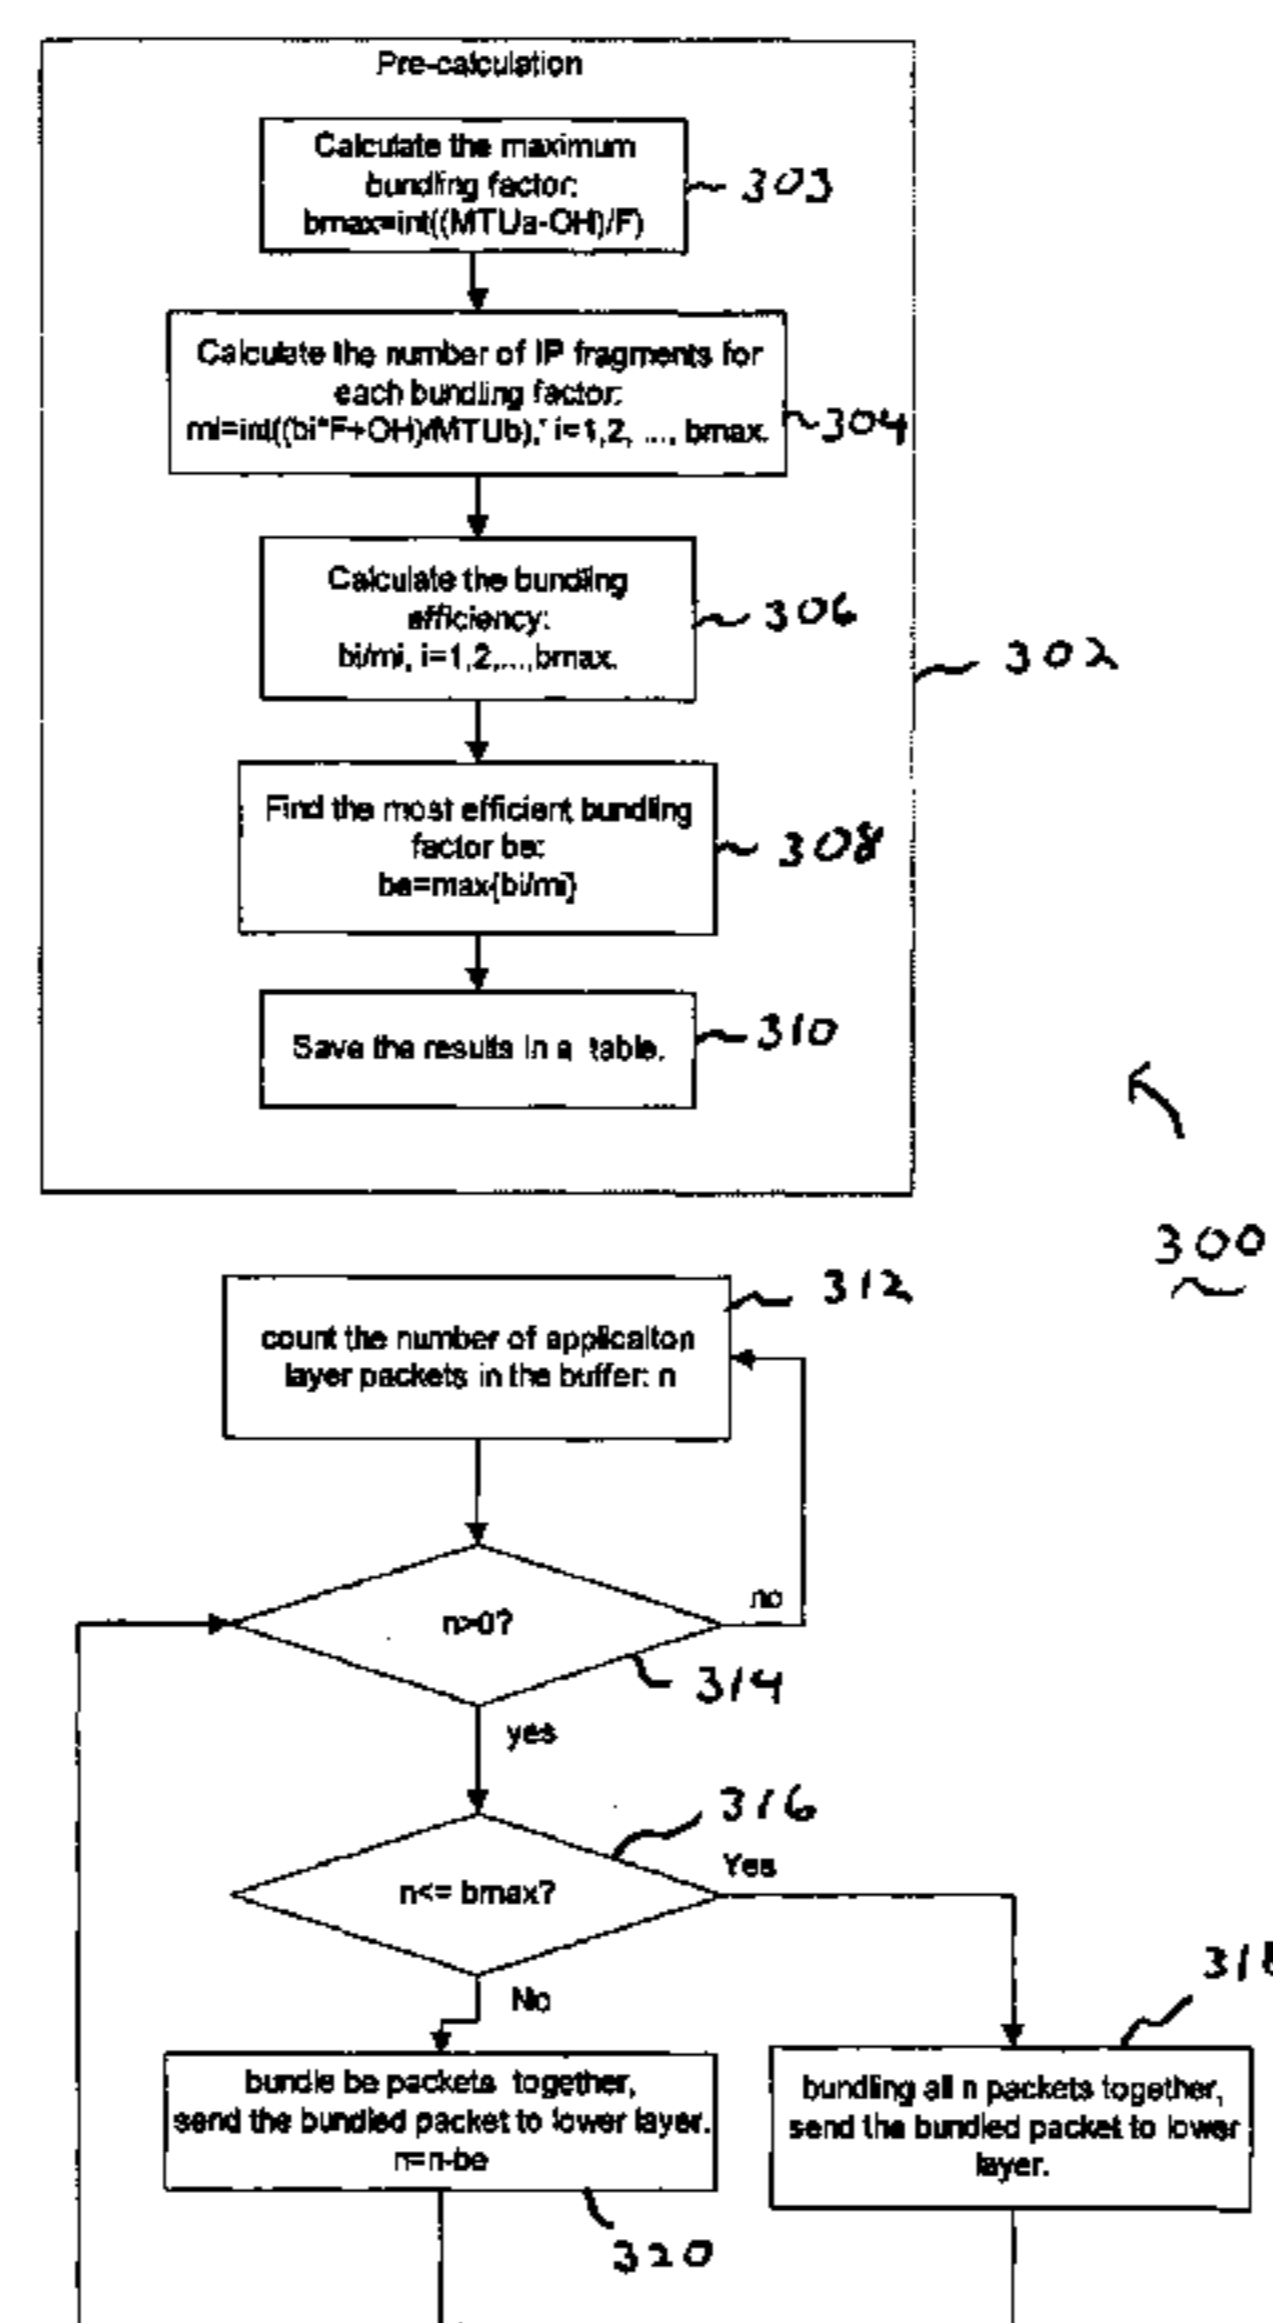 Pre-calculation
Calculate the maximum
bundling factor:
bmax=int((MTUa-OH)/F)
303
Calculate the number of IP fragments for
each bundling factor:
mi=int((bi*F+OH)/MTUb), i=1,2, ..., bmax.
304
Calculate the bundling
efficiency:
bi/mi, i=1,2,...,bmax.
306
302
Find the most efficient bundling
factor be:
be=max{bi/mi}
308
Save the results in a table.
310
300
312
count the number of applicaiton
layer packets in the buffer: n
n>0?
no
314
yes
316
n<= bmax?
Yes
No
bundle be packets together,
send the bundled packet to lower layer.
n=n-be
320
bundling all n packets together,
send the bundled packet to lower
layer.